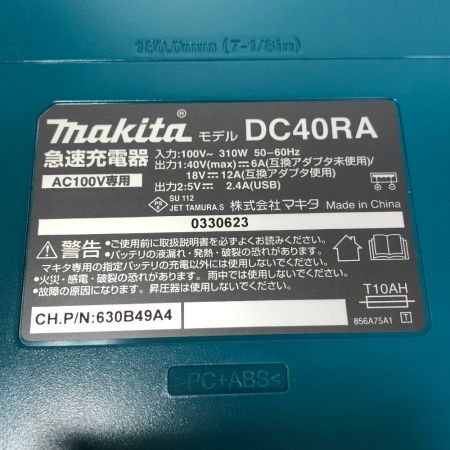 180.0mm (7-1/8in)
makita® モデル DC40RA
急速充電器
AC100V専用
入力:100V~ 310W 50-60Hz
出力1:40V(max)⎓6A(互換アダプタ未使用)/
18V⎓12A(互換アダプタ使用)
出力2:5V⎓ 2.4A(USB)
PS E SU 112
JET TAMURA.S 株式会社 マキタ Made in China
0330623
⚠警告 •ご使用前に取扱説明書を必ずよくお読みください。
•バッテリの液漏れ・発熱・破裂の恐れがあります。
マキタ専用の指定バッテリの充電以外には使用しないでください。
•火災・感電・破裂の恐れあり。雨中では使用しないでください。
•故障の原因になります。昇圧器は使用しないでください。
T10AH
CH.P/N:630B49A4
856A75A1 T
>PC+ABS<